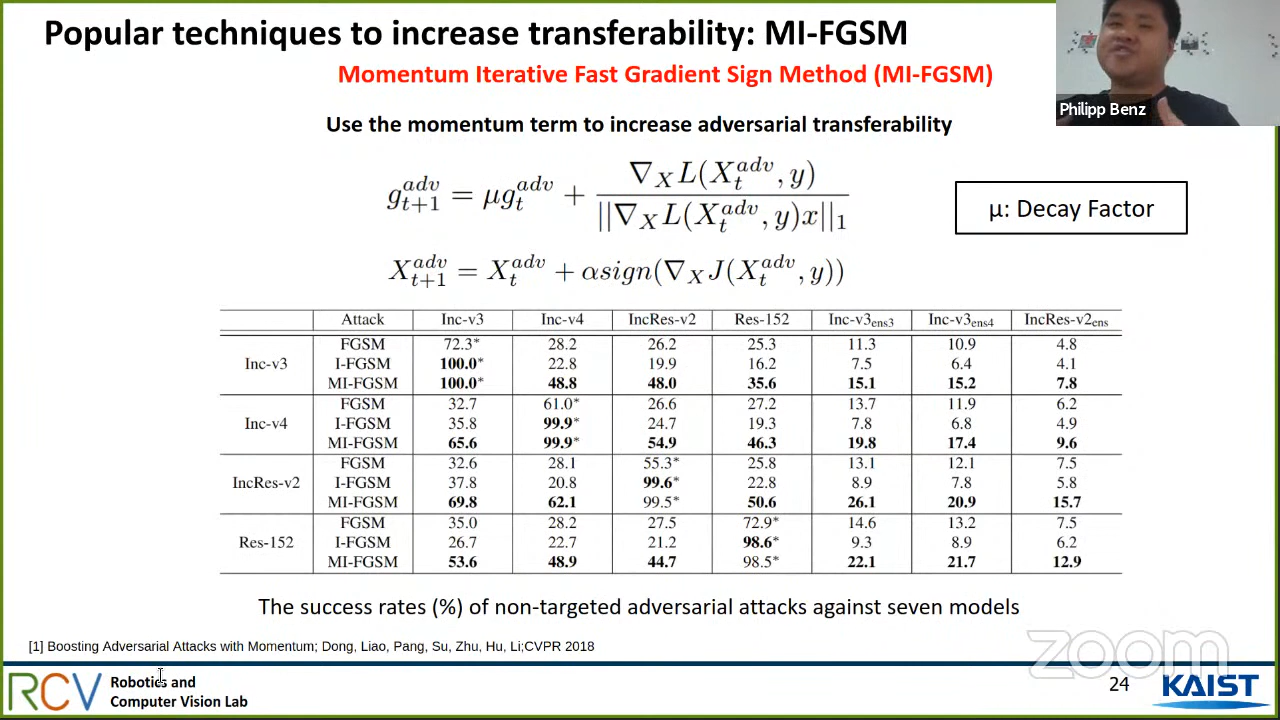 Popular techniques to increase transferability: MI-FGSM
Momentum Iterative Fast Gradient Sign Method (MI-FGSM)
Philipp Benz
Use the momentum term to increase adversarial transferability
g_{t+1}^{adv} = μg_t^{adv} + ∇_X L(X_t^{adv}, y) / ||∇_X L(X_t^{adv}, y)x||_1
μ: Decay Factor
X_{t+1}^{adv} = X_t^{adv} + αsign(∇_X J(X_t^{adv}, y))
Attack Inc-v3 Inc-v4 IncRes-v2 Res-152 Inc-v3ens3 Inc-v3ens4 IncRes-v2ens
FGSM 72.3* 28.2 26.2 25.3 11.3 10.9 4.8
Inc-v3 I-FGSM 100.0* 22.8 19.9 16.2 7.5 6.4 4.1
MI-FGSM 100.0* 48.8 48.0 35.6 15.1 15.2 7.8
FGSM 32.7 61.0* 26.6 27.2 13.7 11.9 6.2
Inc-v4 I-FGSM 35.8 99.9* 24.7 19.3 7.8 6.8 4.9
MI-FGSM 65.6 99.9* 54.9 46.3 19.8 17.4 9.6
FGSM 32.6 28.1 55.3* 25.8 13.1 12.1 7.5
IncRes-v2 I-FGSM 37.8 20.8 99.6* 22.8 8.9 7.8 5.8
MI-FGSM 69.8 62.1 99.5* 50.6 26.1 20.9 15.7
FGSM 35.0 28.2 27.5 72.9* 14.6 13.2 7.5
Res-152 I-FGSM 26.7 22.7 21.2 98.6* 9.3 8.9 6.2
MI-FGSM 53.6 48.9 44.7 98.5* 22.1 21.7 12.9
The success rates (%) of non-targeted adversarial attacks against seven models
[1] Boosting Adversarial Attacks with Momentum; Dong, Liao, Pang, Su, Zhu, Hu, Li;CVPR 2018
zoom
RCV Robotics and
Computer Vision Lab
24
KAIST